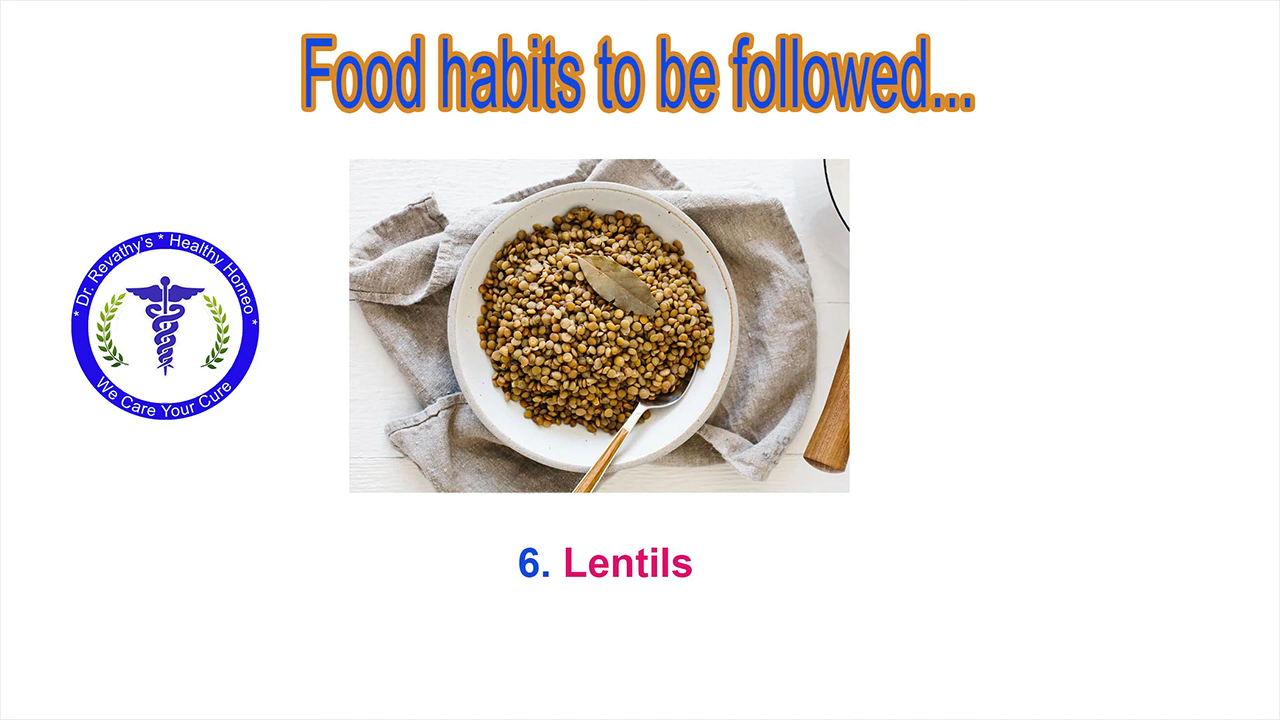 Food habits to be followed...
* Dr. Revathy's * Healthy Homeo *
We Care Your Cure
6. Lentils